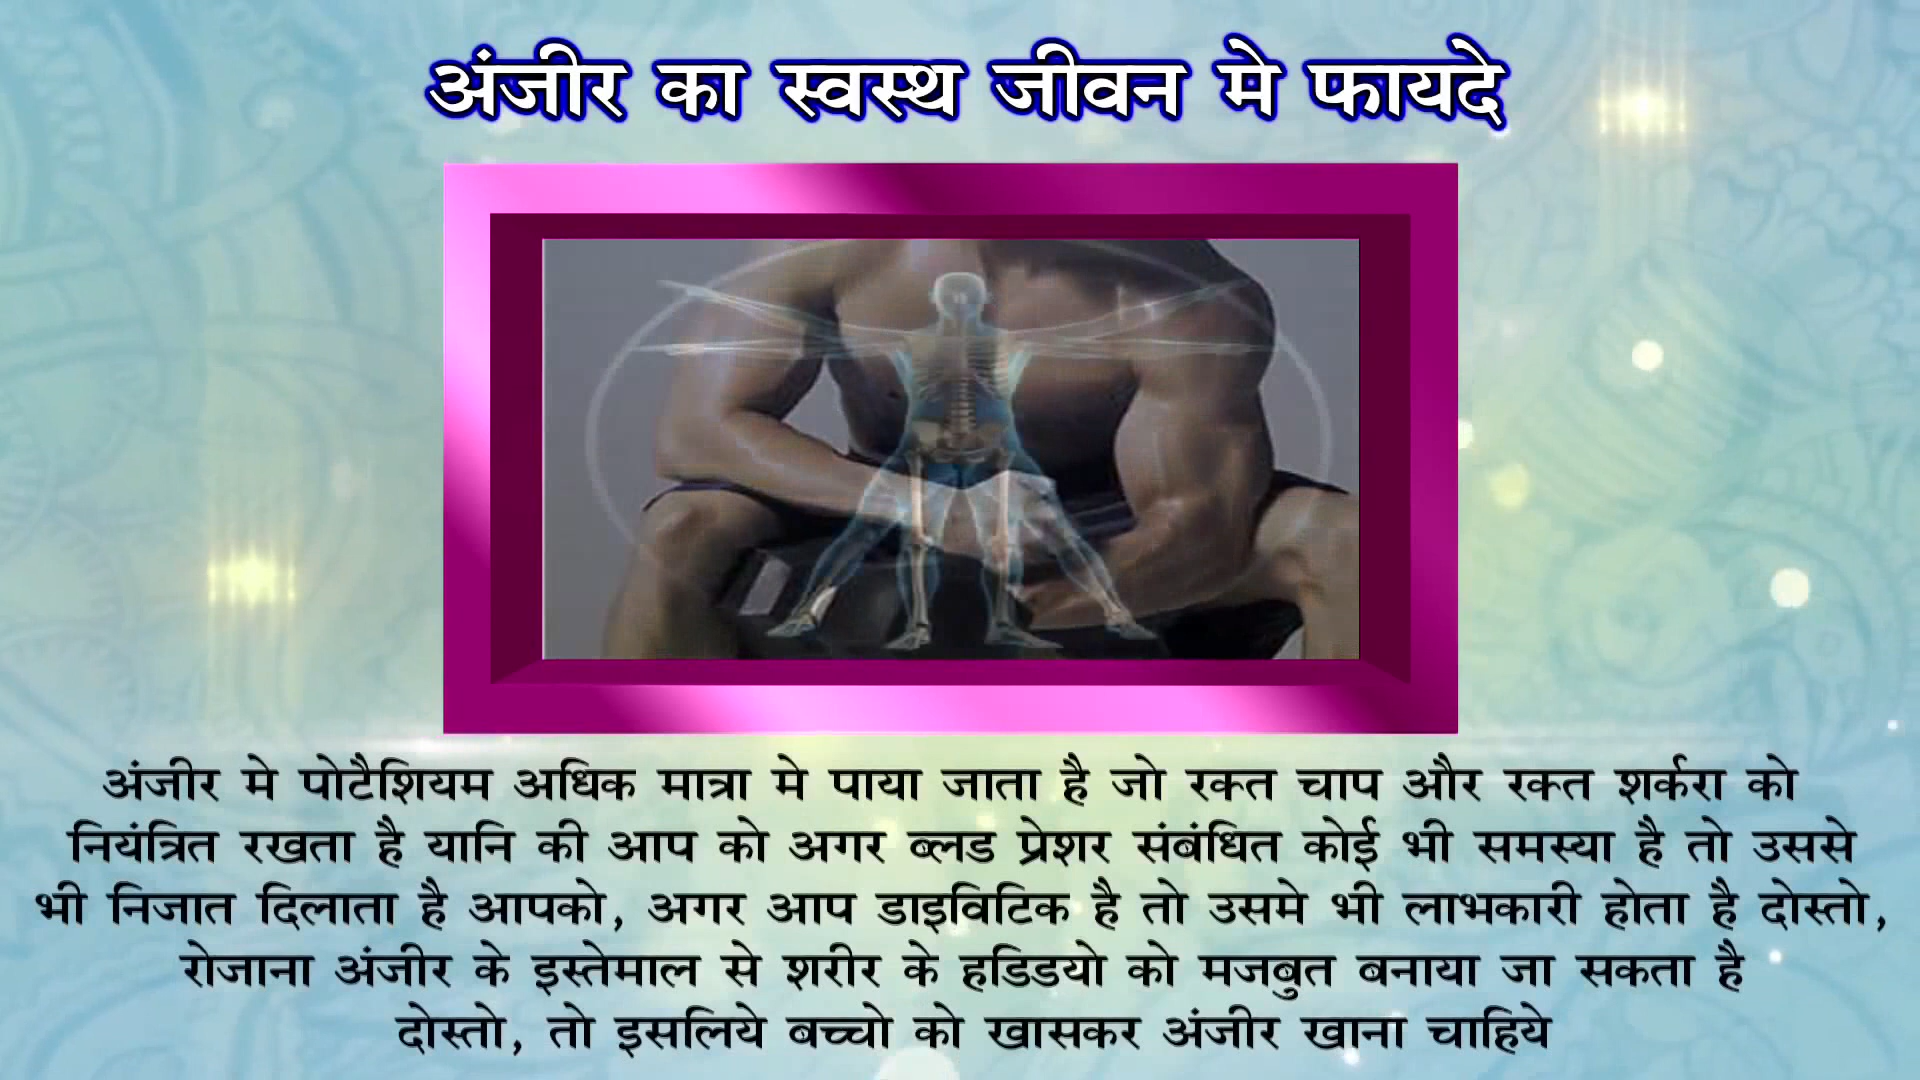 अंजीर का स्वस्थ जीवन मे फायदे
अंजीर मे पोटैशियम अधिक मात्रा मे पाया जाता है जो रक्त चाप और रक्त शर्करा को
नियंत्रित रखता है यानि की आप को अगर ब्लड प्रेशर संबंधित कोई भी समस्या है तो उससे
भी निजात दिलाता है आपको, अगर आप डाइविटिक है तो उसमे भी लाभकारी होता है दोस्तो,
रोजाना अंजीर के इस्तेमाल से शरीर के हडिडयो को मजबुत बनाया जा सकता है
दोस्तो, तो इसलिये बच्चो को खासकर अंजीर खाना चाहिये